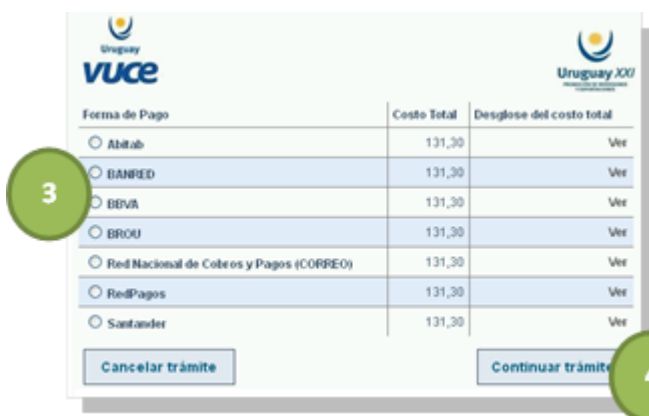 Uruguay
vuce
Uruguay XXI
Forma de Pago Costo Total Desglose del costo total
Abitab 131,30 Ver
BANRED 131,30 Ver
3
BBVA 131,30 Ver
BROU 131,30 Ver
Red Nacional de Cobros y Pagos (CORREO) 131,30 Ver
RedPagos 131,30 Ver
Santander 131,30 Ver
Cancelar trámite Continuar trámite
4